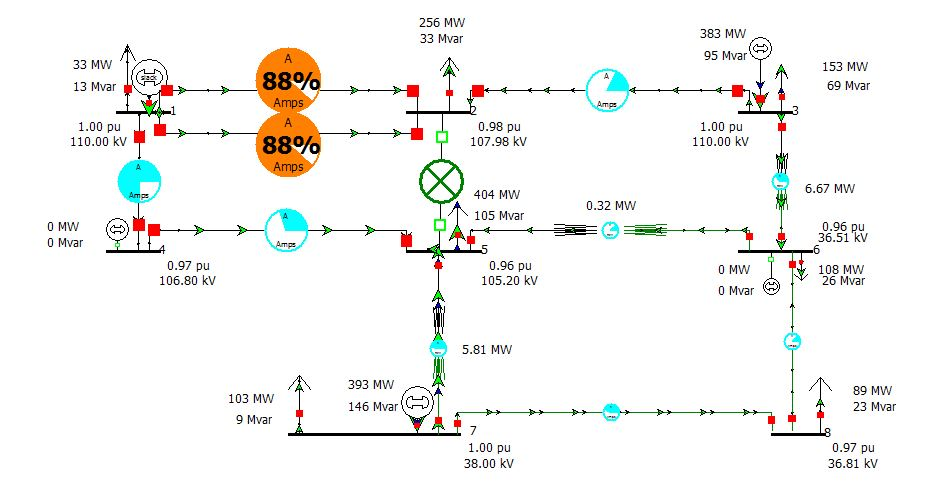 256 MW
33 Mvar
383 MW
95 Mvar
33 MW
13 Mvar
slack
A
88%
Amps
A
Amps
153 MW
69 Mvar
1
2
3
1.00 pu
110.00 kV
A
88%
Amps
0.98 pu
107.98 kV
1.00 pu
110.00 kV
A
Amps
404 MW
105 Mvar
0.32 MW
6.67 MW
0 MW
0 Mvar
A
Amps
0.96 pu
36.51 kV
4
5
6
0.97 pu
106.80 kV
0.96 pu
105.20 kV
0 MW
0 Mvar
108 MW
26 Mvar
5.81 MW
103 MW
9 Mvar
393 MW
146 Mvar
89 MW
23 Mvar
7
8
1.00 pu
38.00 kV
0.97 pu
36.81 kV